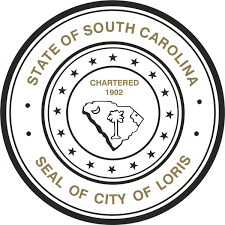 STATE OF SOUTH CAROLINA
CHARTERED
1902
SEAL OF CITY OF LORIS